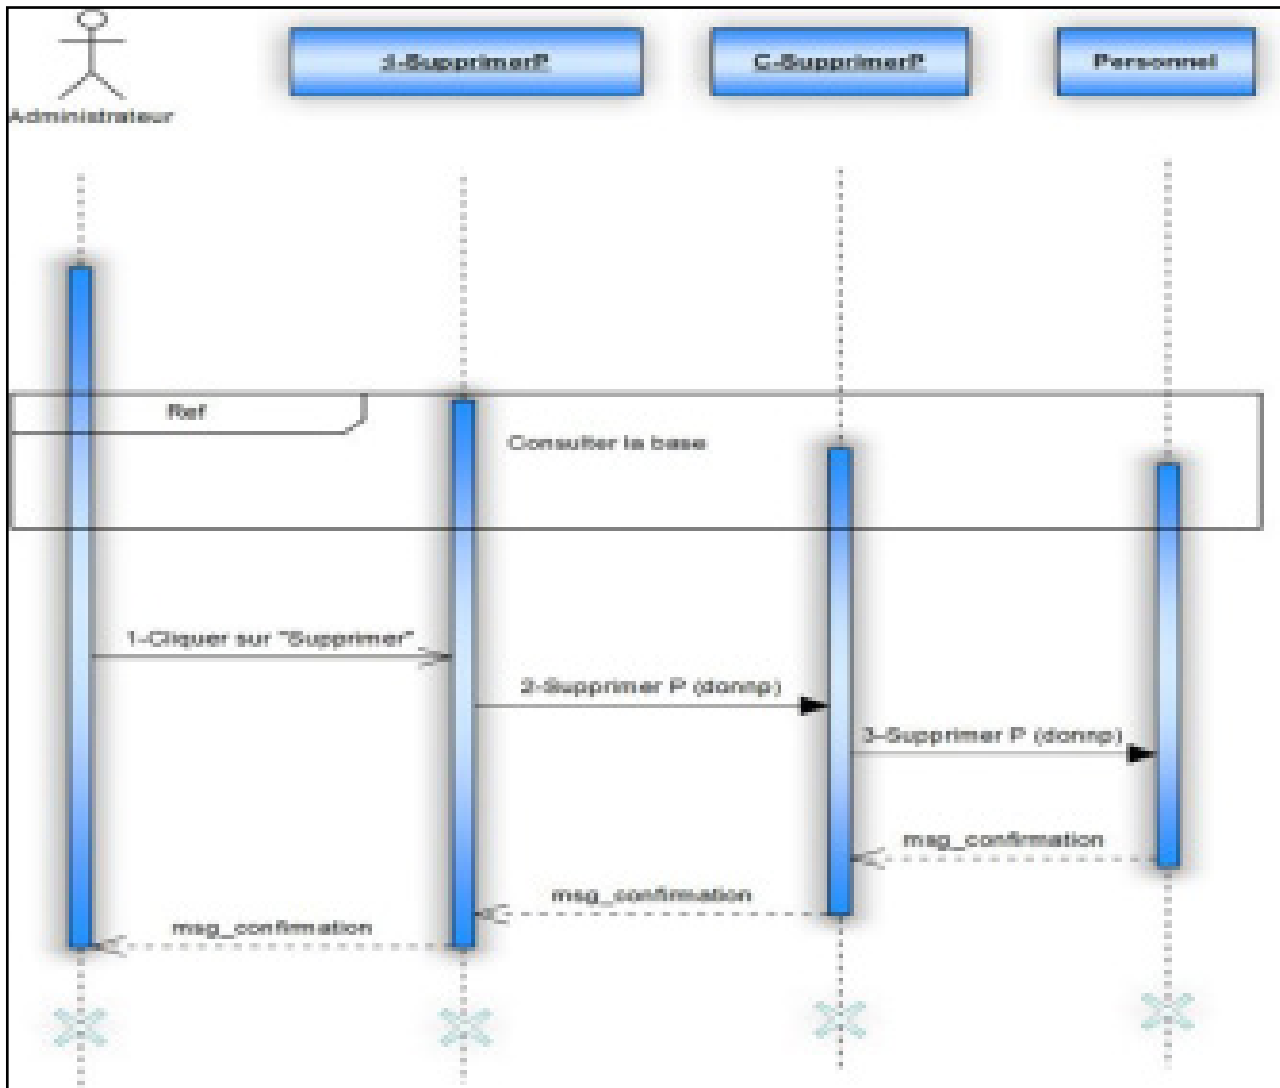 Administrateur
-SupprimerP
C-SupprimerP
Personnel
Ref
Consulter la base
1-Cliquer sur "Supprimer"
2-Supprimer P (donnp)
3-Supprimer P (donnp)
msg_confirmation
msg_confirmation
msg_confirmation